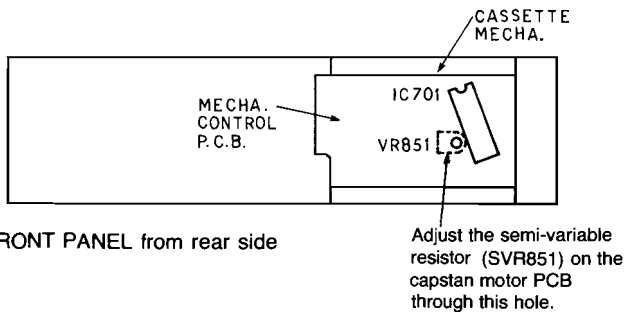 CASSETTE
MECHA.
IC701
MECHA.
CONTROL
P.C.B.
VR851
RONT PANEL from rear side
Adjust the semi-variable
resistor (SVR851) on the
capstan motor PCB
through this hole.